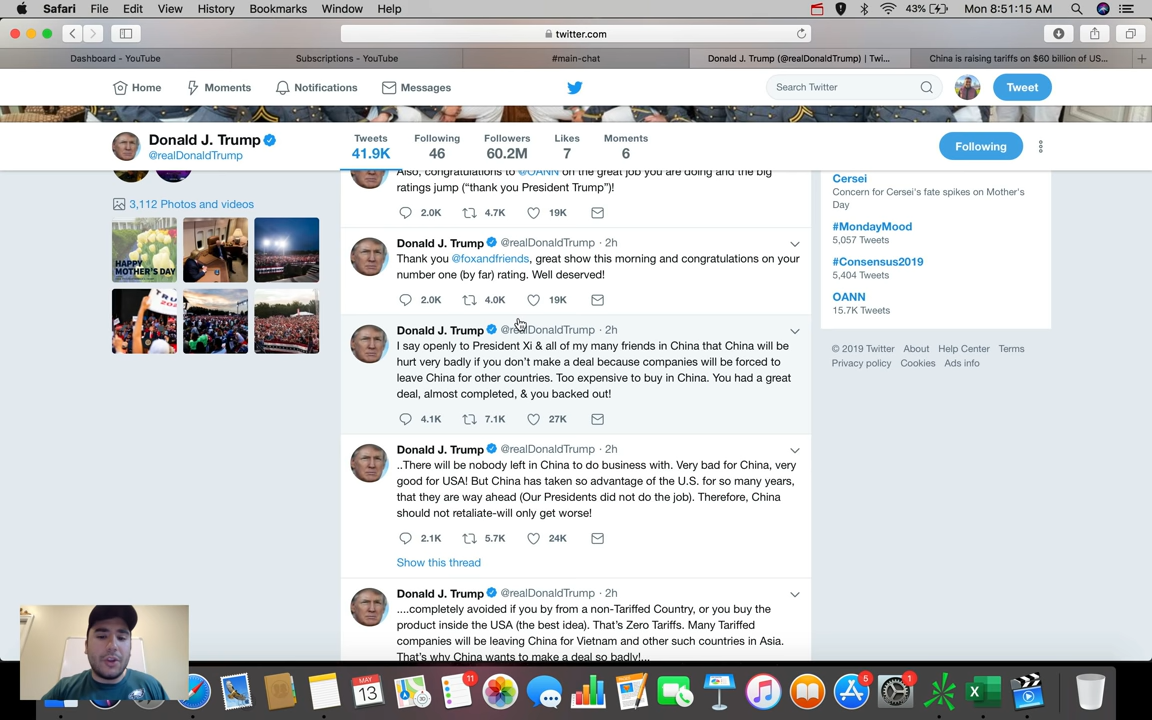 Safari File Edit View History Bookmarks Window Help 43% Mon 8:51:15 AM
twitter.com
Dashboard - YouTube Subscriptions - YouTube #main-chat Donald J. Trump (@realDonaldTrump) | Twi... China is raising tariffs on $60 billion of US...
Home Moments Notifications Messages Search Twitter Tweet
Donald J. Trump
@realDonaldTrump
Tweets Following Followers Likes Moments
41.9K 46 60.2M 7 6
Following
3,112 Photos and videos
HAPPY
MOTHER'S DAY
Also, congratulations to @OANN on the great job you are doing and the big
ratings jump (“thank you President Trump”)!
2.0K 4.7K 19K
Donald J. Trump @realDonaldTrump · 2h
Thank you @foxandfriends, great show this morning and congratulations on your
number one (by far) rating. Well deserved!
2.0K 4.0K 19K
Donald J. Trump @realDonaldTrump · 2h
I say openly to President Xi & all of my many friends in China that China will be
hurt very badly if you don’t make a deal because companies will be forced to
leave China for other countries. Too expensive to buy in China. You had a great
deal, almost completed, & you backed out!
4.1K 7.1K 27K
Donald J. Trump @realDonaldTrump · 2h
..There will be nobody left in China to do business with. Very bad for China, very
good for USA! But China has taken so advantage of the U.S. for so many years,
that they are way ahead (Our Presidents did not do the job). Therefore, China
should not retaliate-will only get worse!
2.1K 5.7K 24K
Show this thread
Donald J. Trump @realDonaldTrump · 2h
....completely avoided if you by from a non-Tariffed Country, or you buy the
product inside the USA (the best idea). That’s Zero Tariffs. Many Tariffed
companies will be leaving China for Vietnam and other such countries in Asia.
That’s why China wants to make a deal so badly!...
Cersei
Concern for Cersei's fate spikes on Mother's
Day
#MondayMood
5,057 Tweets
#Consensus2019
5,404 Tweets
OANN
15.7K Tweets
© 2019 Twitter About Help Center Terms
Privacy policy Cookies Ads info
MAY
13
11
5
1